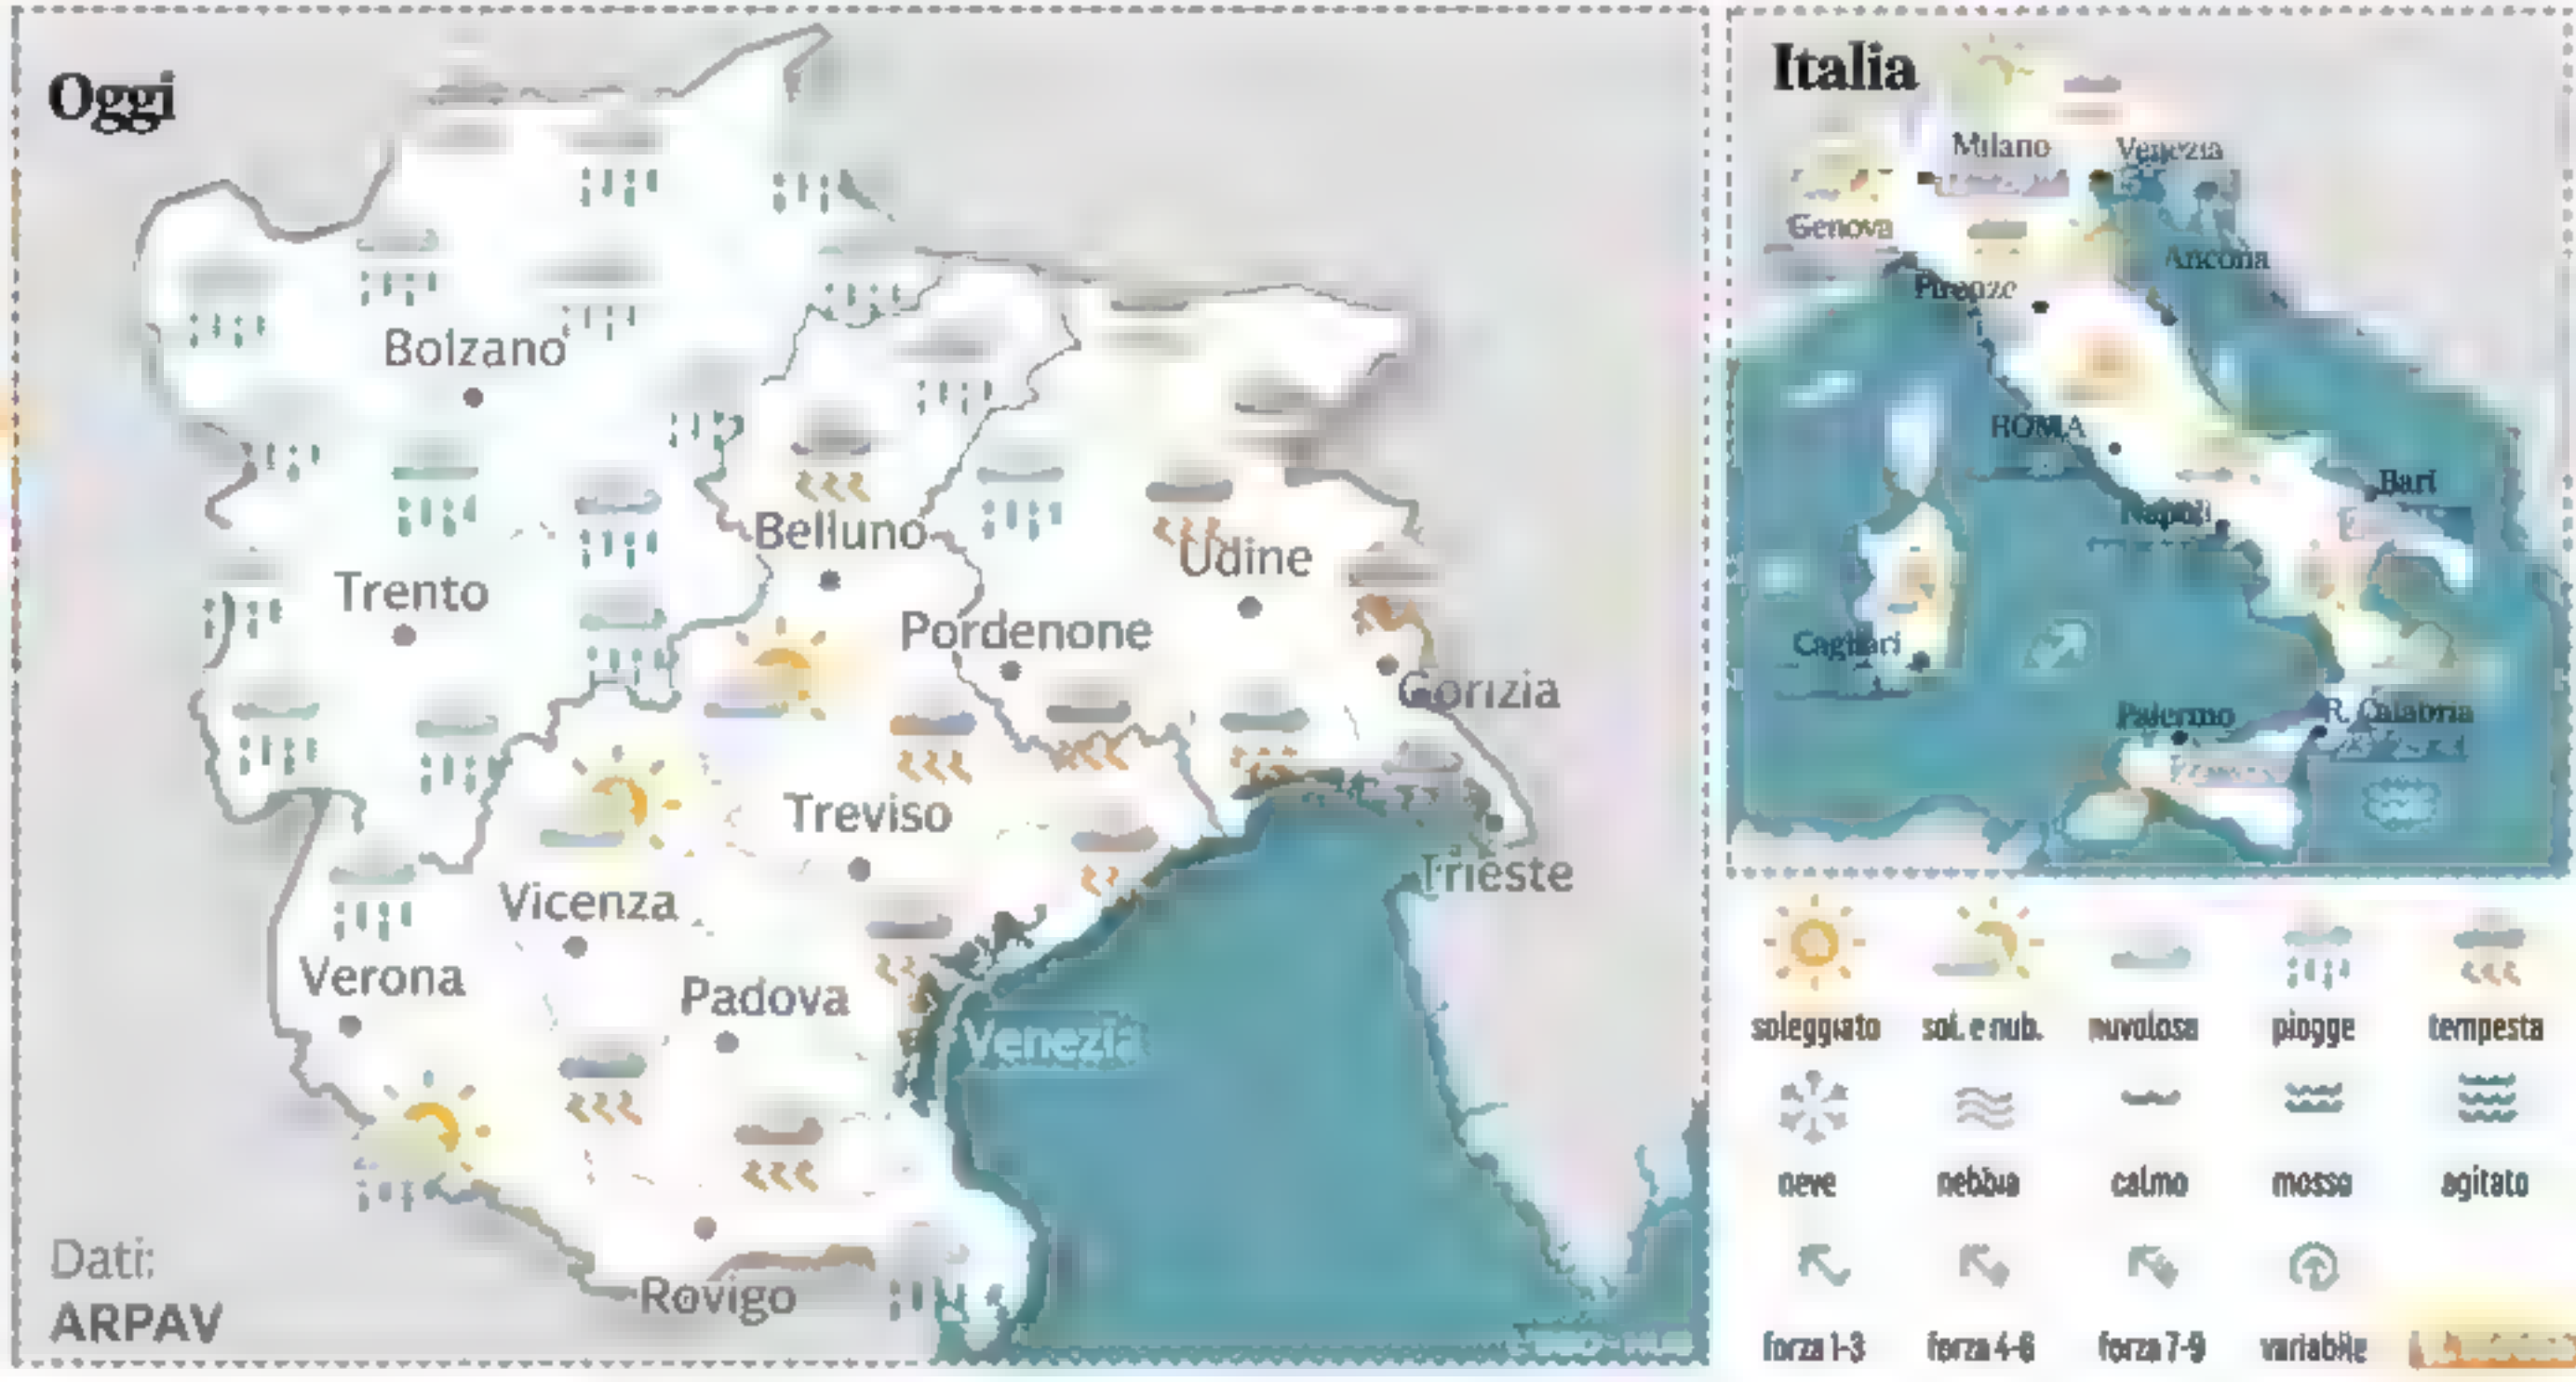 Oggi
Bolzano
Belluno
Udine
Trento
Pordenone
Gorizia
Treviso
Trieste
Vicenza
Verona
Padova
Venezia
Rovigo
Dati:
ARPAV
Italia
Milano
Venezia
Genova
Ancona
Firenze
ROMA
Bari
Napoli
Cagliari
Palermo
R. Calabria
soleggiato sol. e nub. nuvoloso piogge tempesta
neve nebbia calmo mosso agitato
forza 1-3 forza 4-6 forza 7-9 variabile